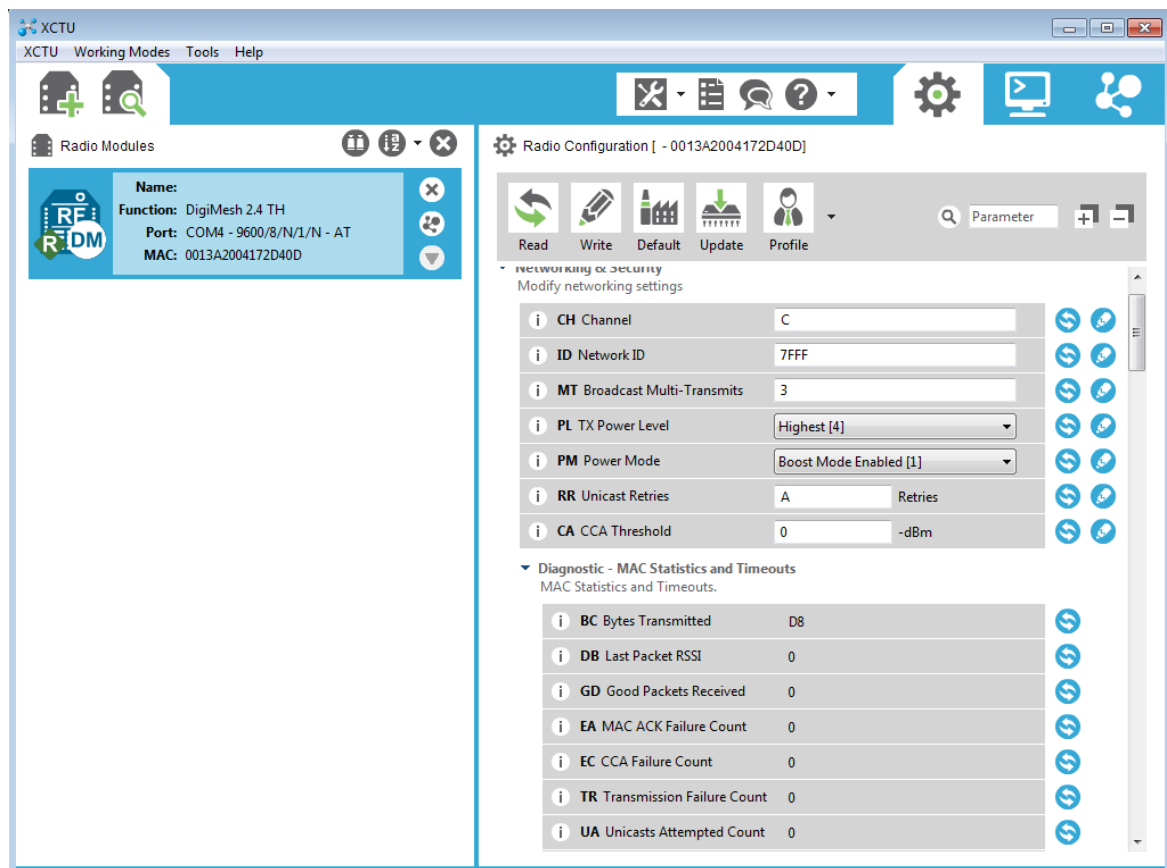 XCTU
XCTU Working Modes Tools Help
Radio Modules
Name:
Function: DigiMesh 2.4 TH
Port: COM4 - 9600/8/N/1/N - AT
MAC: 0013A2004172D40D
RF
R DM
Radio Configuration [ - 0013A2004172D40D]
Read Write Default Update Profile
Parameter
Networking & Security
Modify networking settings
i CH Channel C
i ID Network ID 7FFF
i MT Broadcast Multi-Transmits 3
i PL TX Power Level Highest [4]
i PM Power Mode Boost Mode Enabled [1]
i RR Unicast Retries A Retries
i CA CCA Threshold 0 -dBm
Diagnostic - MAC Statistics and Timeouts
MAC Statistics and Timeouts.
i BC Bytes Transmitted D8
i DB Last Packet RSSI 0
i GD Good Packets Received 0
i EA MAC ACK Failure Count 0
i EC CCA Failure Count 0
i TR Transmission Failure Count 0
i UA Unicasts Attempted Count 0